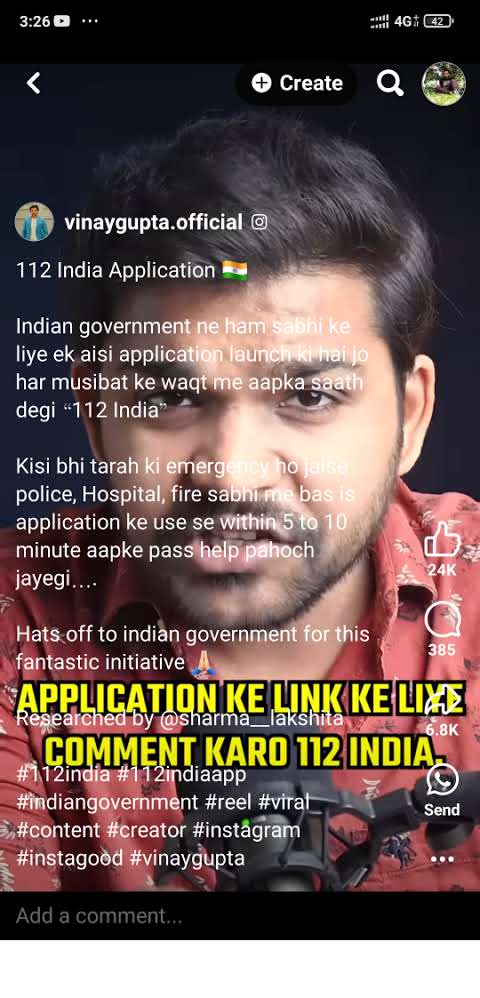 3:26
4G
42
Create
vinaygupta.official
112 India Application 🇮🇳
Indian government ne ham sabhi ke
liye ek aisi application launch ki hai jo
har musibat ke waqt me aapka saath
degi “112 India”
Kisi bhi tarah ki emergency ho jaise
police, Hospital, fire sabhi me bas is
application ke use se within 5 to 10
minute aapke pass help pahoch
jayegi....
24K
385
Hats off to indian government for this
fantastic initiative 🙏🏻
APPLICATION KE LINK KE LIYE
Researched by @sharma__lakshita
6.8K
COMMENT KARO 112 INDIA.
#112india #112indiaapp
#indiangovernment #reel #viral
Send
#content #creator #instagram
#instagood #vinaygupta
Add a comment...